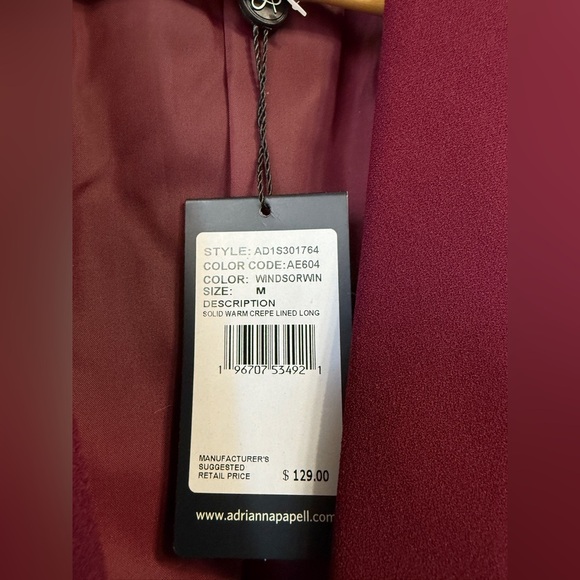 STYLE: AD1S301764
COLOR CODE:AE604
COLOR: WINDSORWIN
SIZE: M
DESCRIPTION
SOLID WARM CREPE LINED LONG
1 96707 53492 1
MANUFACTURER'S
SUGGESTED
RETAIL PRICE $ 129.00
www.adriannapapell.com